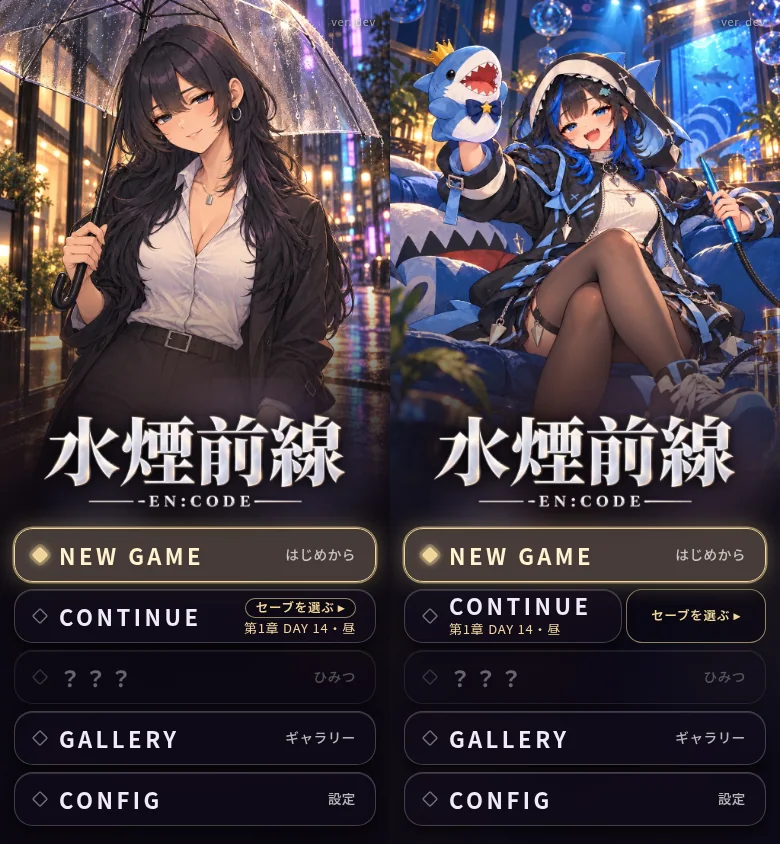 ver. dev
水煙前線
-EN:CODE
NEW GAME はじめから
CONTINUE セーブを選ぶ ▸
第1章 DAY 14・昼
？？？ ひみつ
GALLERY ギャラリー
CONFIG 設定
ver. dev
水煙前線
-EN:CODE
NEW GAME はじめから
CONTINUE セーブを選ぶ ▸
第1章 DAY 14・昼
？？？ ひみつ
GALLERY ギャラリー
CONFIG 設定